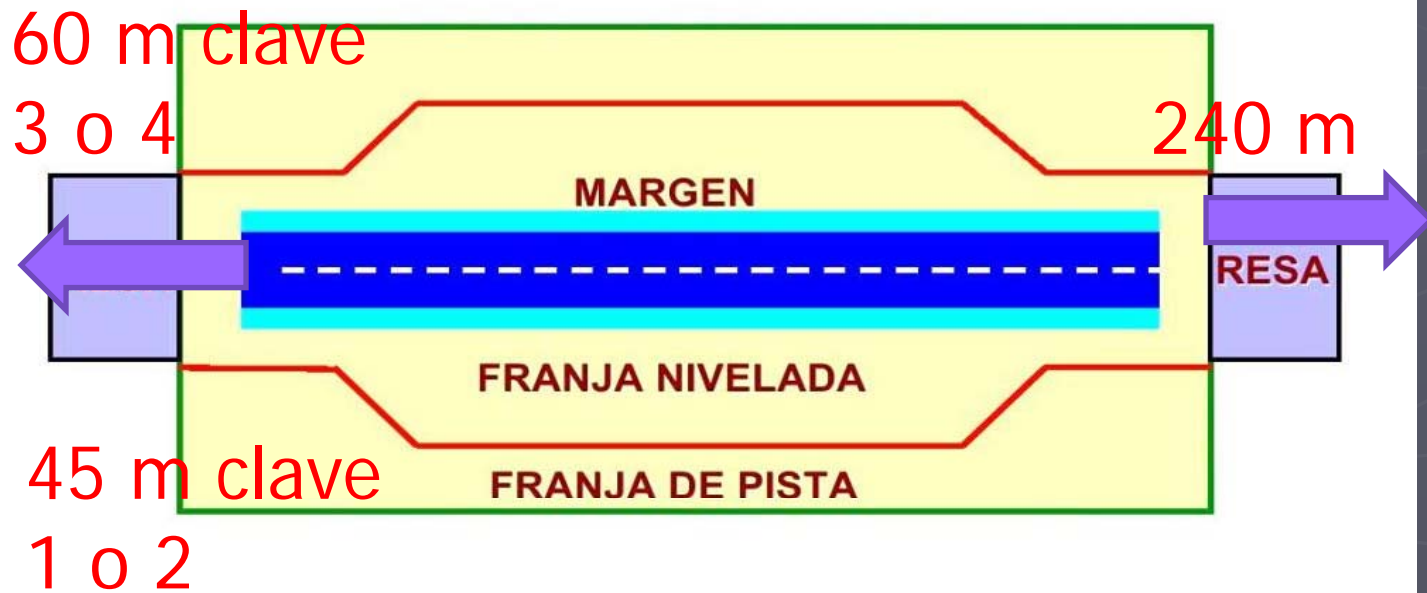 60 m clave
3 o 4
240 m
MARGEN
RESA
FRANJA NIVELADA
45 m clave
1 o 2
FRANJA DE PISTA